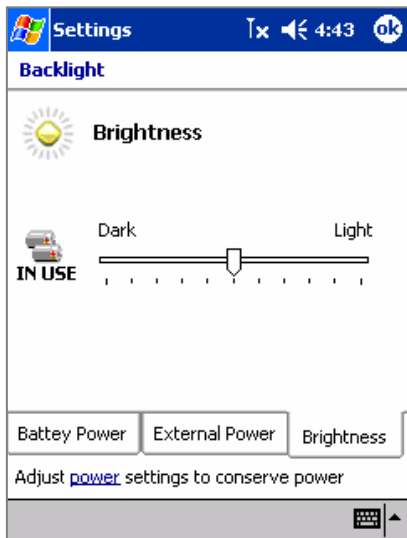 Settings 4:43 ok
Backlight
Brightness
Dark Light
IN USE
Battey Power External Power Brightness
Adjust power settings to conserve power